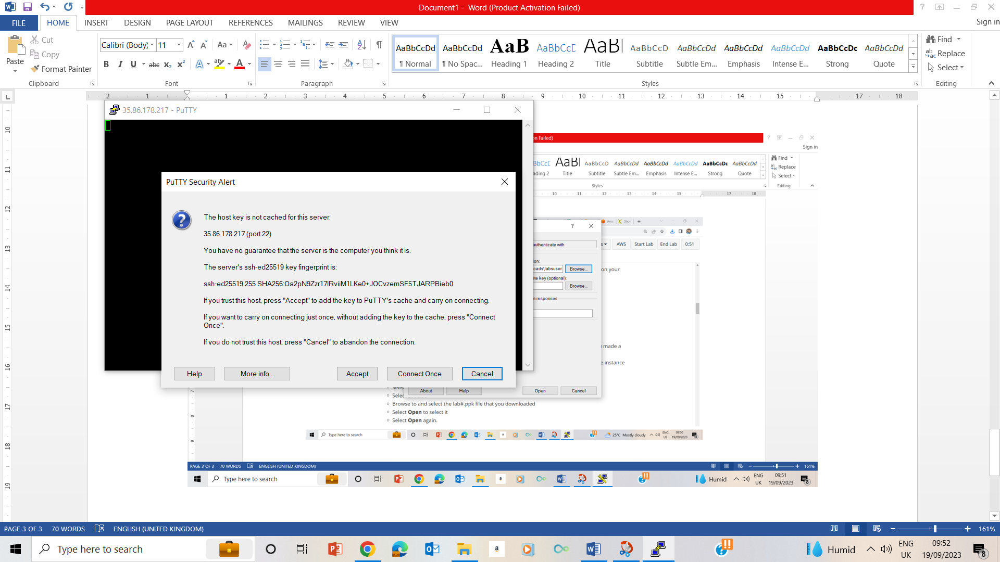 Document1 - Word (Product Activation Failed)
FILE
HOME
INSERT
DESIGN
PAGE LAYOUT
REFERENCES
MAILINGS
REVIEW
VIEW
Sign in
Paste
Cut
Copy
Format Painter
Clipboard
Calibri (Body)
11
Font
Paragraph
AaBbCcDd
¶ Normal
AaBbCcDd
¶ No Spac...
AaB
Heading 1
AaBbCcD
Heading 2
AaB
Title
AaBbCcD
Subtitle
AaBbCcDd
Subtle Em...
AaBbCcDd
Emphasis
AaBbCcDd
Intense E...
AaBbCcDc
Strong
AaBbCcDd
Quote
Styles
Find
Replace
Select
Editing
2 1 1 2 3 4 5 6 7 8 9 10 11 12 13 14 15 17 18
10
11
12
13
14
15
16
17
18
19
35.86.178.217 - PuTTY
PuTTY Security Alert
The host key is not cached for this server:
35.86.178.217 (port 22)
You have no guarantee that the server is the computer you think it is.
The server's ssh-ed25519 key fingerprint is:
ssh-ed25519 255 SHA256:Oa2pN9Zzr17lRviiM1LKe0+JOCvzemSF5TJARPBieb0
If you trust this host, press "Accept" to add the key to PuTTY's cache and carry on connecting.
If you want to carry on connecting just once, without adding the key to the cache, press "Connect
Once".
If you do not trust this host, press "Cancel" to abandon the connection.
Help
More info...
Accept
Connect Once
Cancel
on Failed)
Sign in
ading 2
Title
AaBbCcD
Subtitle
AaBbCcDd
Subtle Em...
AaBbCcDd
Emphasis
AaBbCcDd
Intense E...
AaBbCcDc
Strong
AaBbCcDd
Quote
Styles
Find
Replace
Select
Editing
10 11 12 13 14 15 17 18
AWS
Start Lab
End Lab
0:51
authenticate with
on:
oads\labsuser
Browse...
on your
ate key (optional):
Browse...
n responses
made a
e instance
About
Help
Open
Cancel
Selec
Selec
Browse to and select the lab#.ppk file that you downloaded
Select Open to select it
Select Open again.
Type here to search
25°C Mostly cloudy
ENG
US
09:50
19/09/2023
PAGE 3 OF 3
70 WORDS
ENGLISH (UNITED KINGDOM)
161%
Type here to search
Humid
ENG
UK
09:51
19/09/2023
8
PAGE 3 OF 3
70 WORDS
ENGLISH (UNITED KINGDOM)
161%
Type here to search
Humid
ENG
UK
09:52
19/09/2023
8